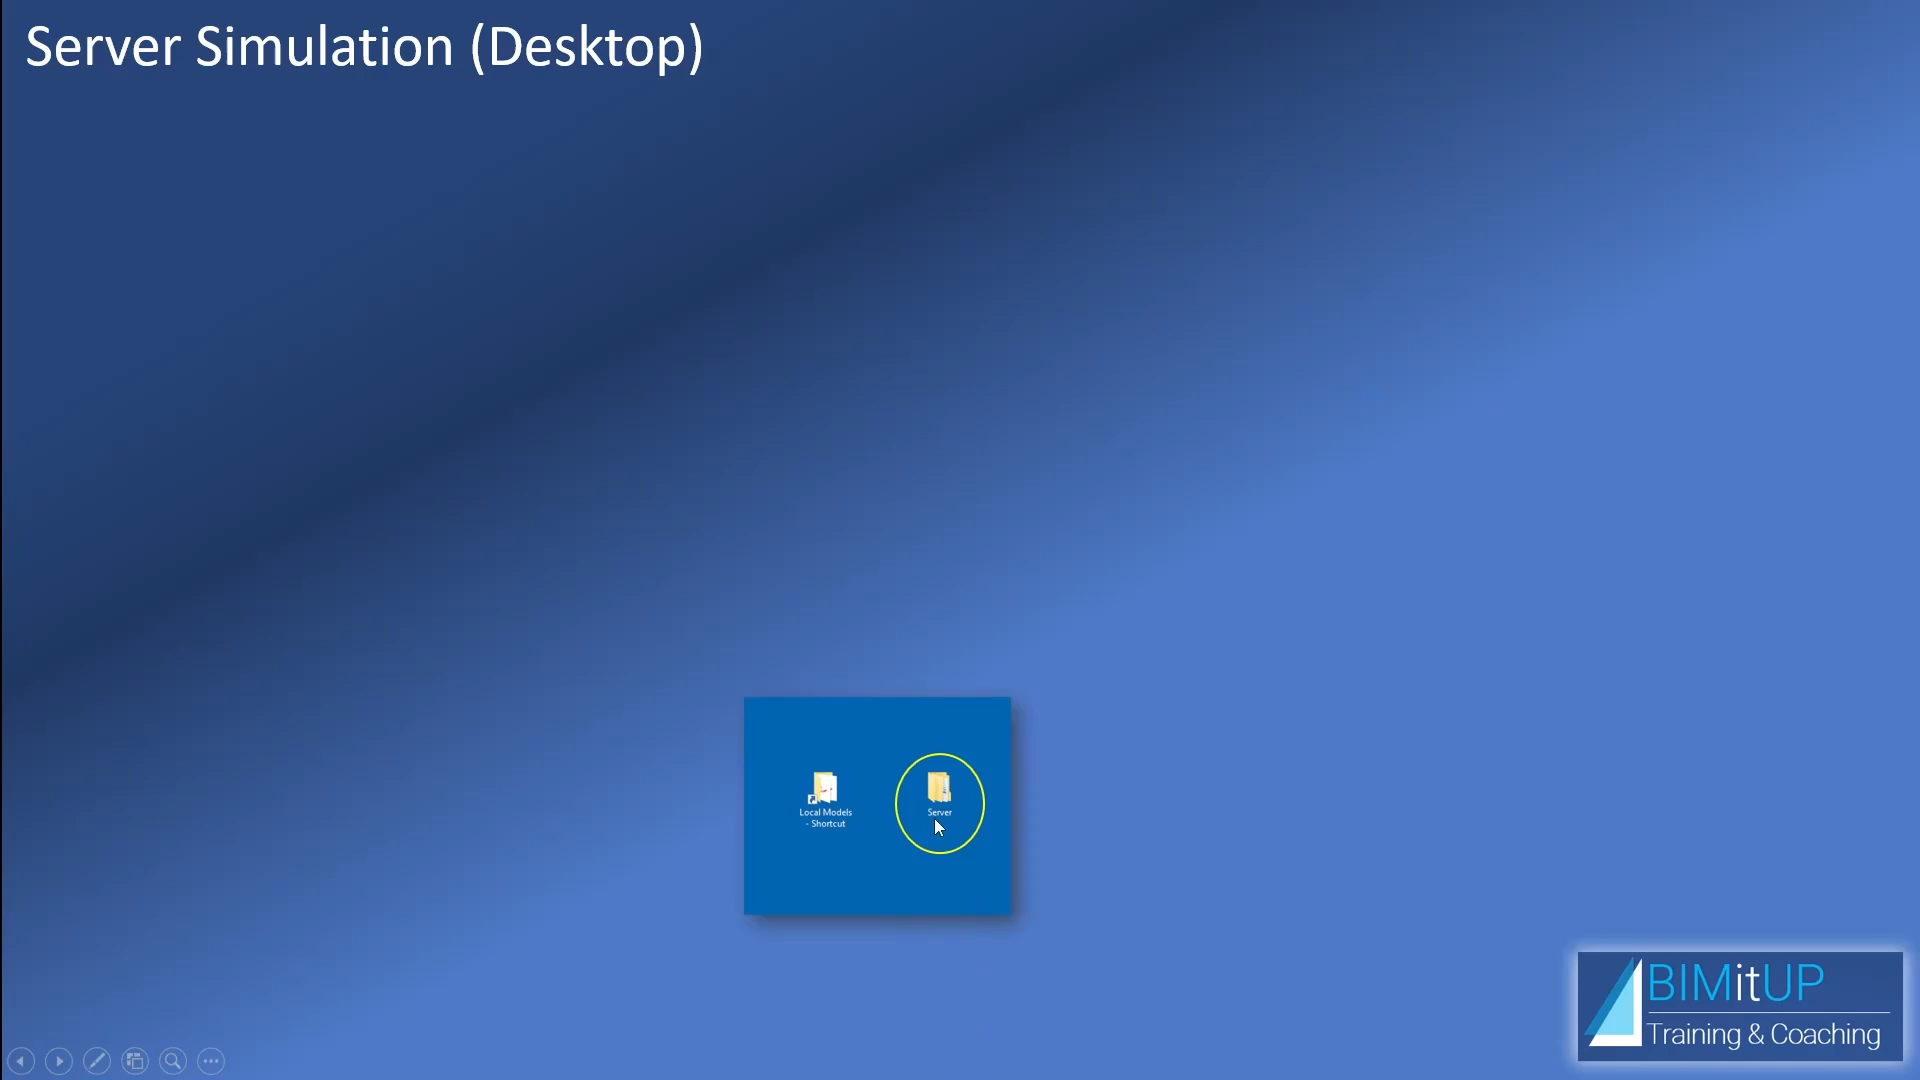 Server Simulation (Desktop)
Local Models
- Shortcut
Server
BIMitUP
Training & Coaching